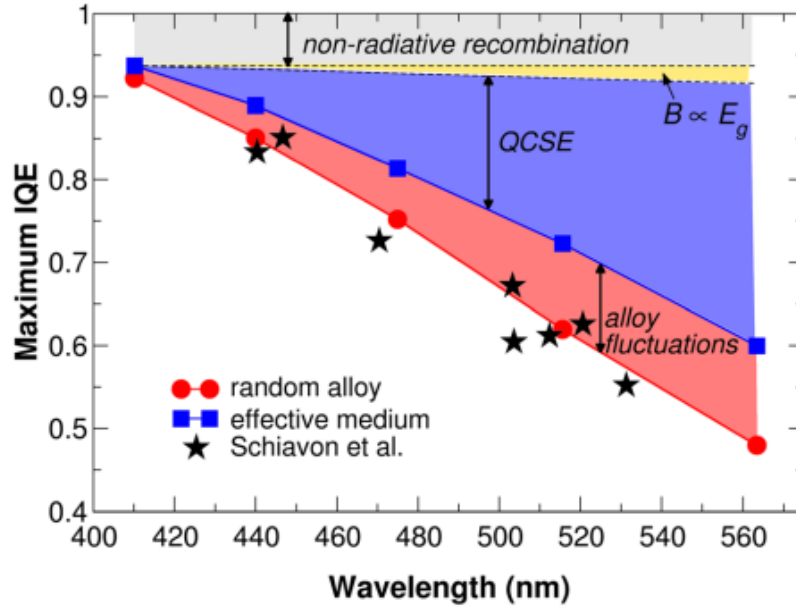 1
0.9
0.8
0.7
0.6
0.5
0.4
Maximum IQE
non-radiative recombination
B ∝ E_g
QCSE
alloy
fluctuations
random alloy
effective medium
Schiavon et al.
400 420 440 460 480 500 520 540 560
Wavelength (nm)